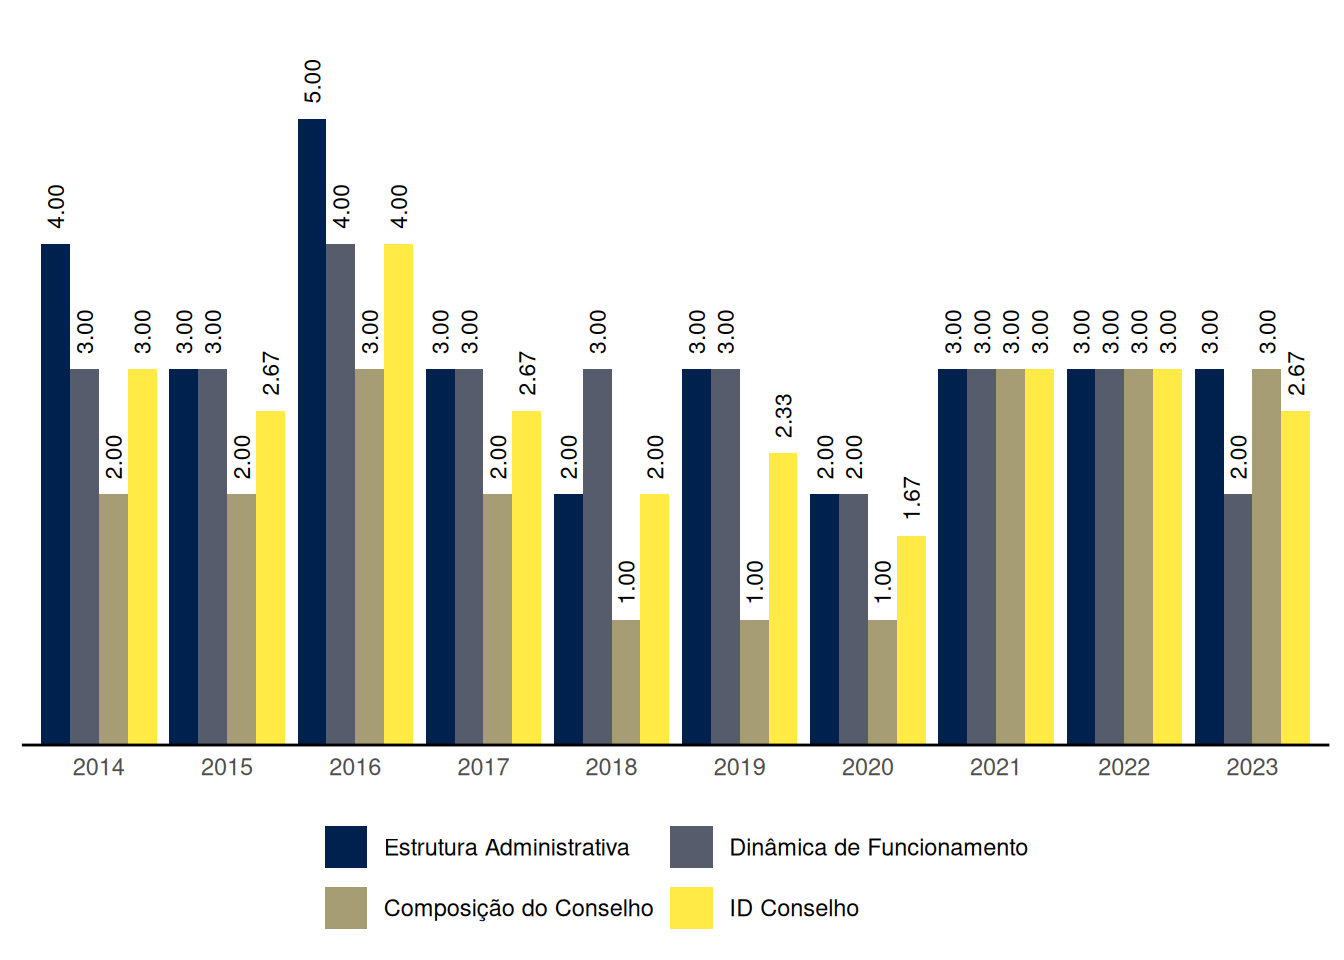 5.00
4.00 4.00 4.00
3.00 3.00 3.00 3.00 3.00 3.00 3.00 3.00 3.00 3.00 3.00 3.00 3.00 3.00 3.00 3.00 3.00 3.00 3.00 3.00
2.67 2.67 2.67
2.33
2.00 2.00 2.00 2.00 2.00 2.00 2.00 2.00
1.67
1.00 1.00 1.00
2014 2015 2016 2017 2018 2019 2020 2021 2022 2023
Estrutura Administrativa Dinâmica de Funcionamento
Composição do Conselho ID Conselho